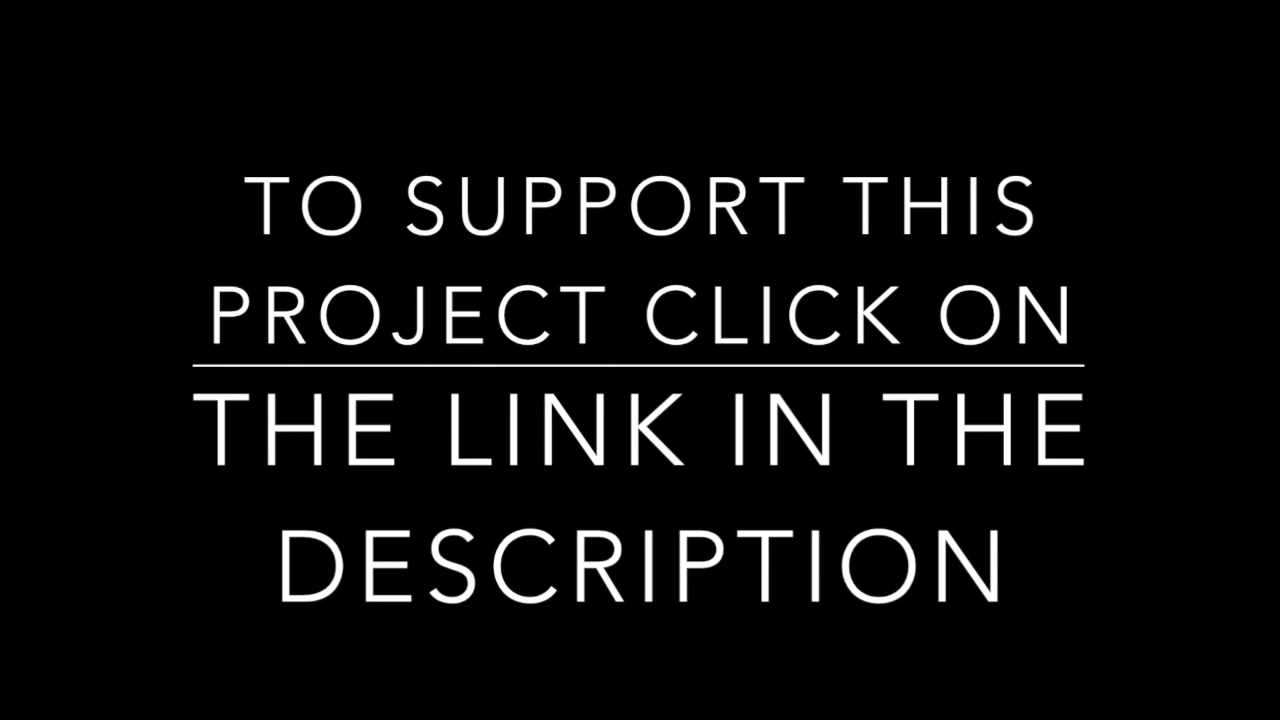 TO SUPPORT THIS
PROJECT CLICK ON
THE LINK IN THE
DESCRIPTION